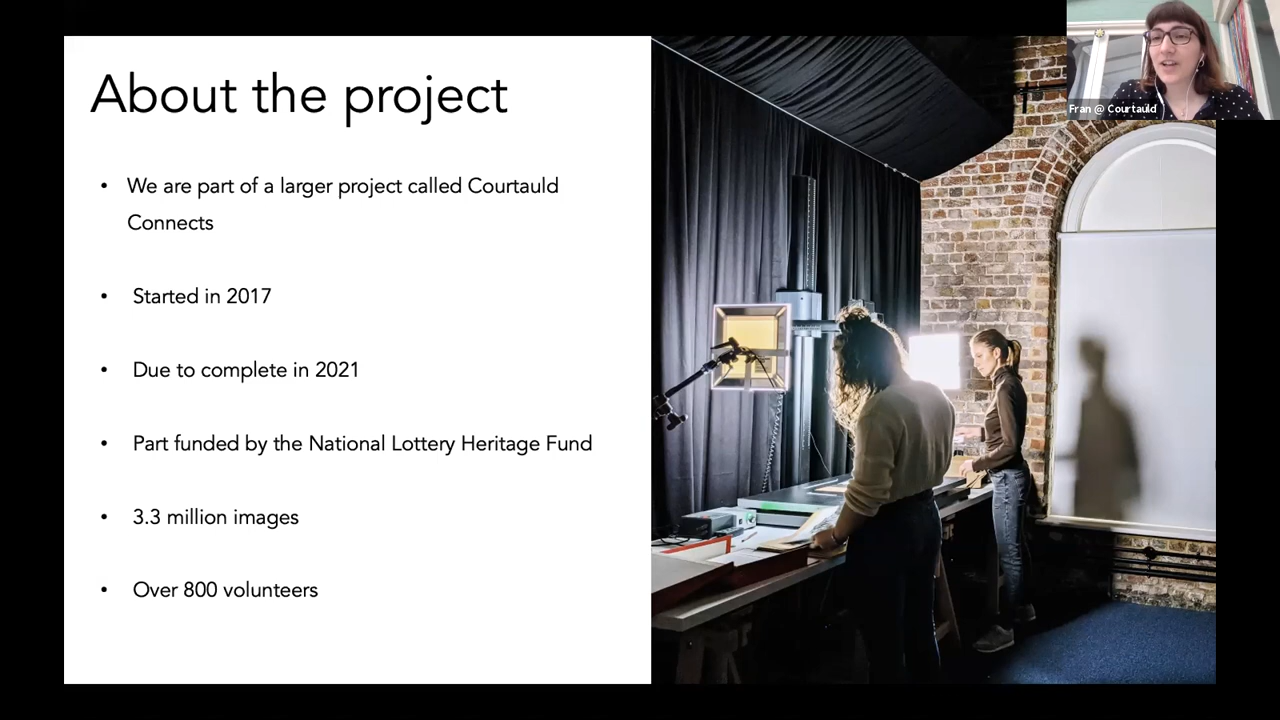 About the project
• We are part of a larger project called Courtauld
Connects
• Started in 2017
• Due to complete in 2021
• Part funded by the National Lottery Heritage Fund
• 3.3 million images
• Over 800 volunteers
Fran @ Courtauld